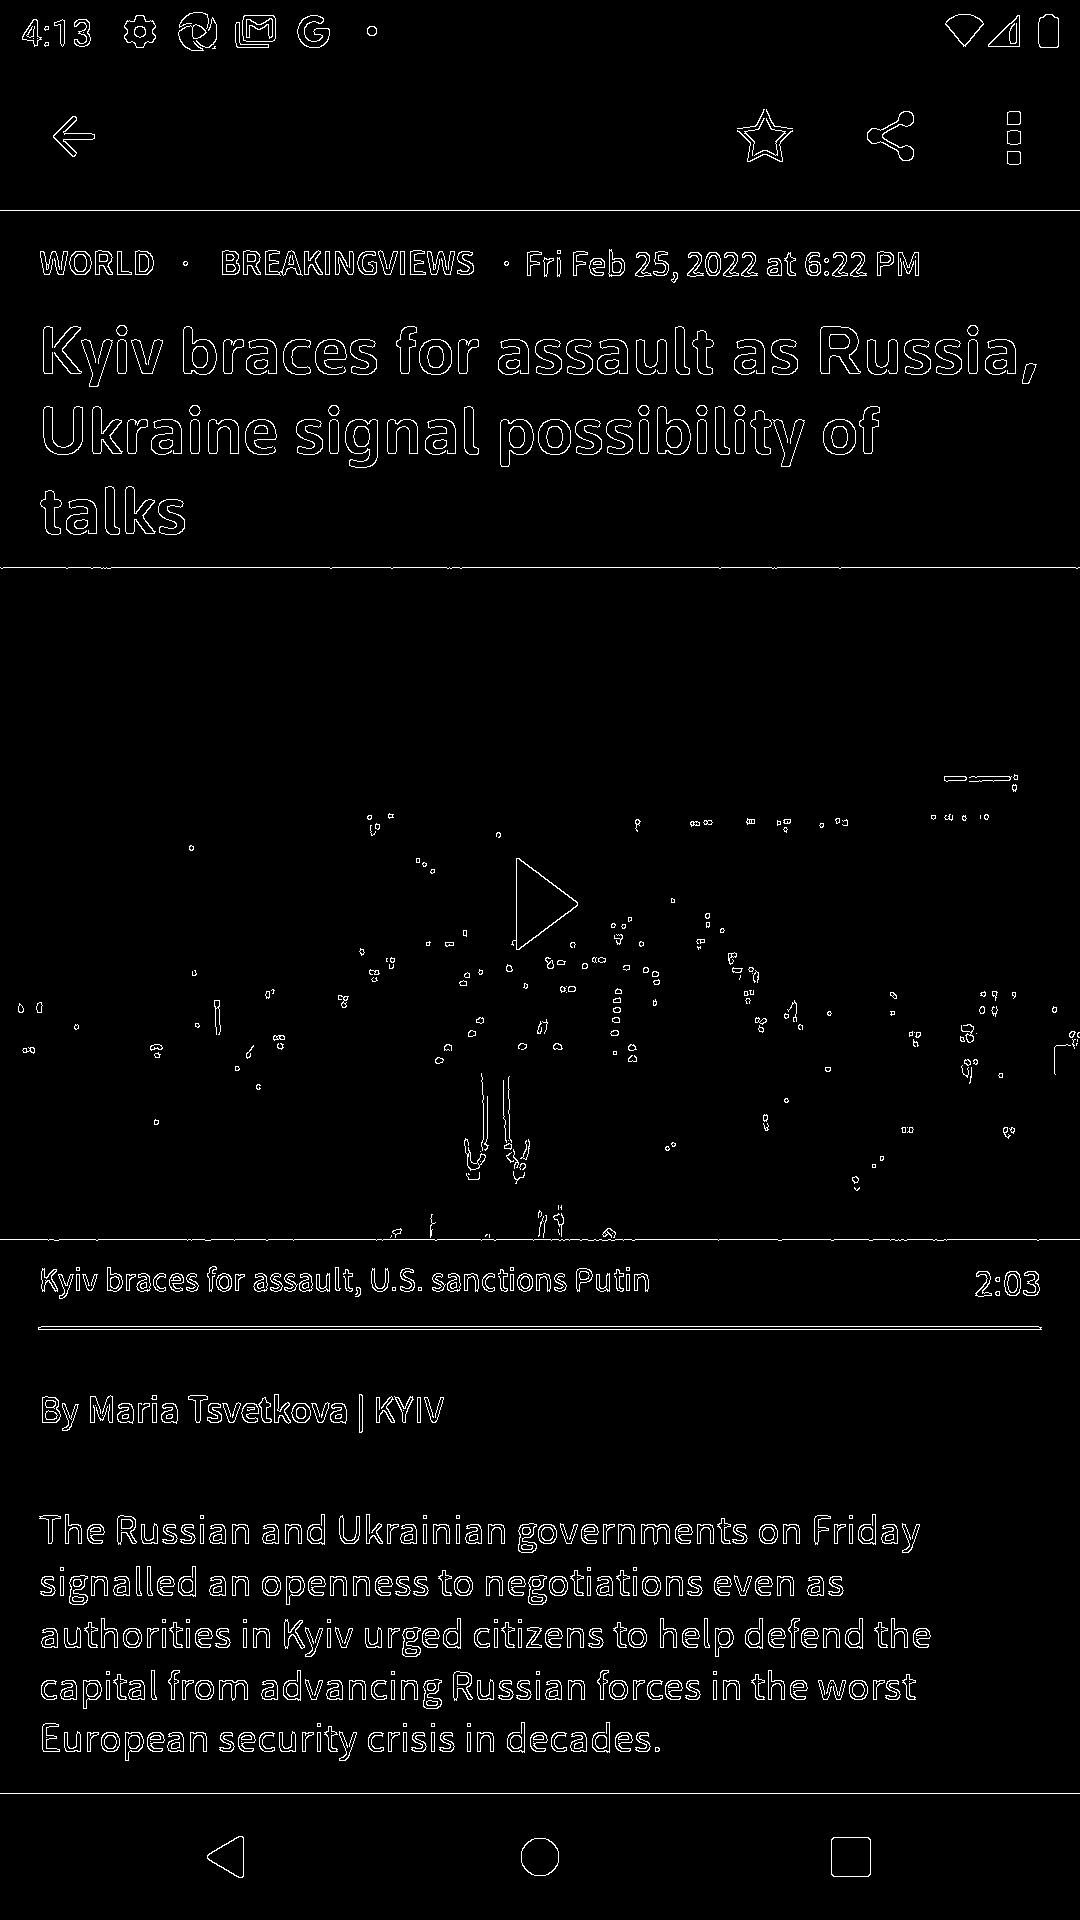 4:13
WORLD · BREAKINGVIEWS · Fri Feb 25, 2022 at 6:22 PM
Kyiv braces for assault as Russia,
Ukraine signal possibility of
talks
Kyiv braces for assault, U.S. sanctions Putin 2:03
By Maria Tsvetkova | KYIV
The Russian and Ukrainian governments on Friday
signalled an openness to negotiations even as
authorities in Kyiv urged citizens to help defend the
capital from advancing Russian forces in the worst
European security crisis in decades.